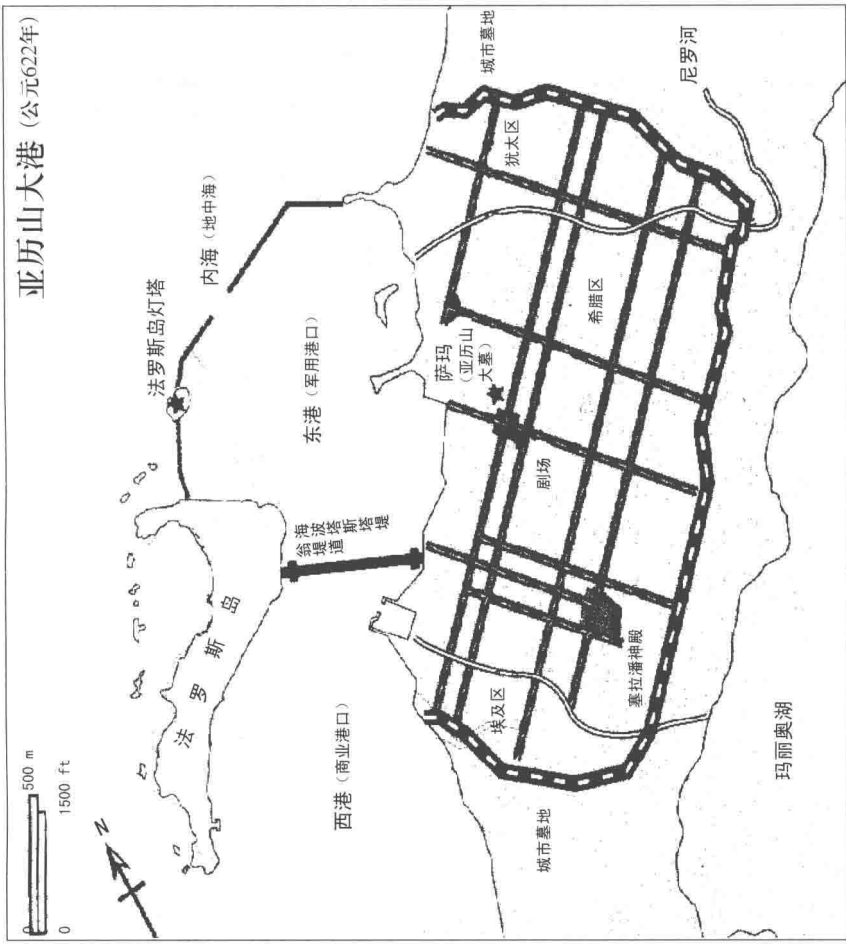 亚历山大港 (公元622年)
500 m
0
1500 ft
0
N
法罗斯岛灯塔
内海（地中海）
法罗斯岛
海波塔斯塔堤
翁堤道
东港（军用港口）
西港（商业港口）
城市墓地
犹太区
尼罗河
萨玛
（亚历山
大墓）
希腊区
剧场
埃及区
塞拉潘神殿
城市墓地
玛丽奥湖